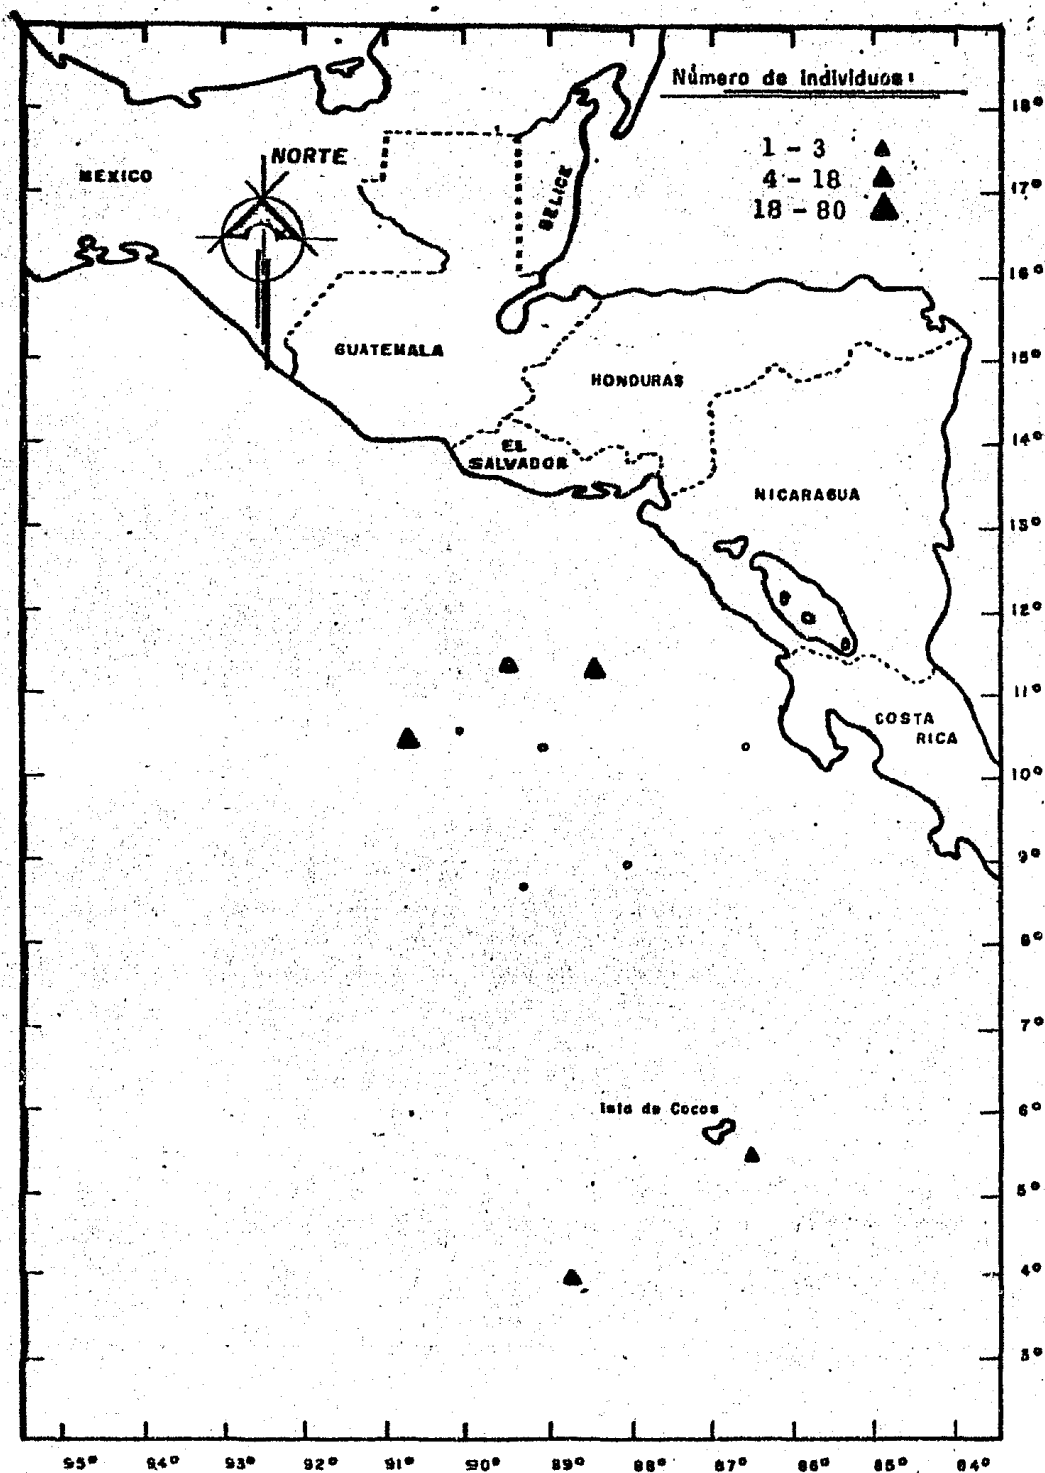 Número de individuos:
1 - 3
4 - 18
18 - 80
NORTE
MEXICO
BELICE
GUATEMALA
HONDURAS
EL
SALVADOR
NICARAGUA
COSTA
RICA
Isla de Cocos
18°
17°
16°
15°
14°
13°
12°
11°
10°
9°
8°
7°
6°
5°
4°
3°
95° 94° 93° 92° 91° 90° 89° 88° 87° 86° 85° 84°